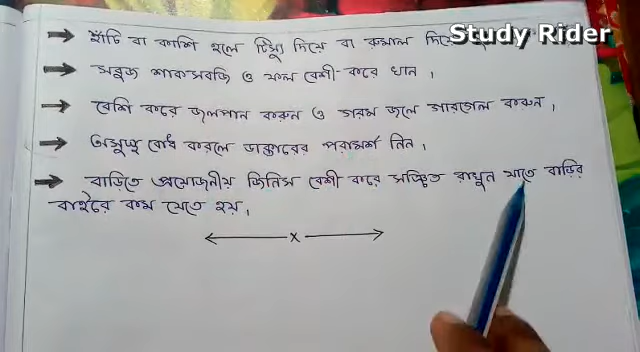 → হাঁচি বা কাশি হলে টিস্যু দিয়ে বা রুমাল দিয়ে
Study Rider
→ সবুজ শাকসবজি ও ফল বেশী করে খান ।
→ বেশি করে জলপান করুন ও গরম জলে গারগেল করুন ,
→ অসুস্থ বোধ করলে ডাক্তারের পরামর্শ নিন ।
→ বাড়িতে প্রয়োজনীয় জিনিস বেশী করে সঞ্চিত রাখুন যাতে বাড়ির
বাইরে কম যেতে হয় ,
← x →